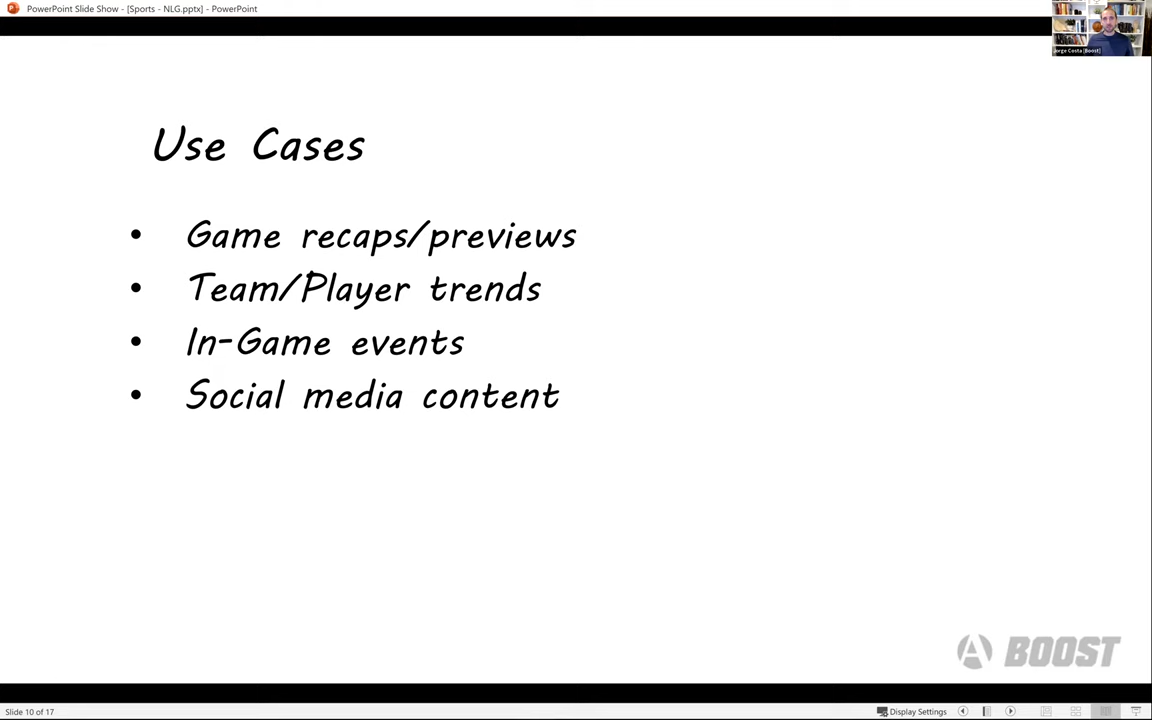 PowerPoint Slide Show - [Sports - NLG.pptx] - PowerPoint
Jorge Costa [Boost]
Use Cases
• Game recaps/previews
• Team/Player trends
• In-Game events
• Social media content
BOOST
Slide 10 of 17
Display Settings